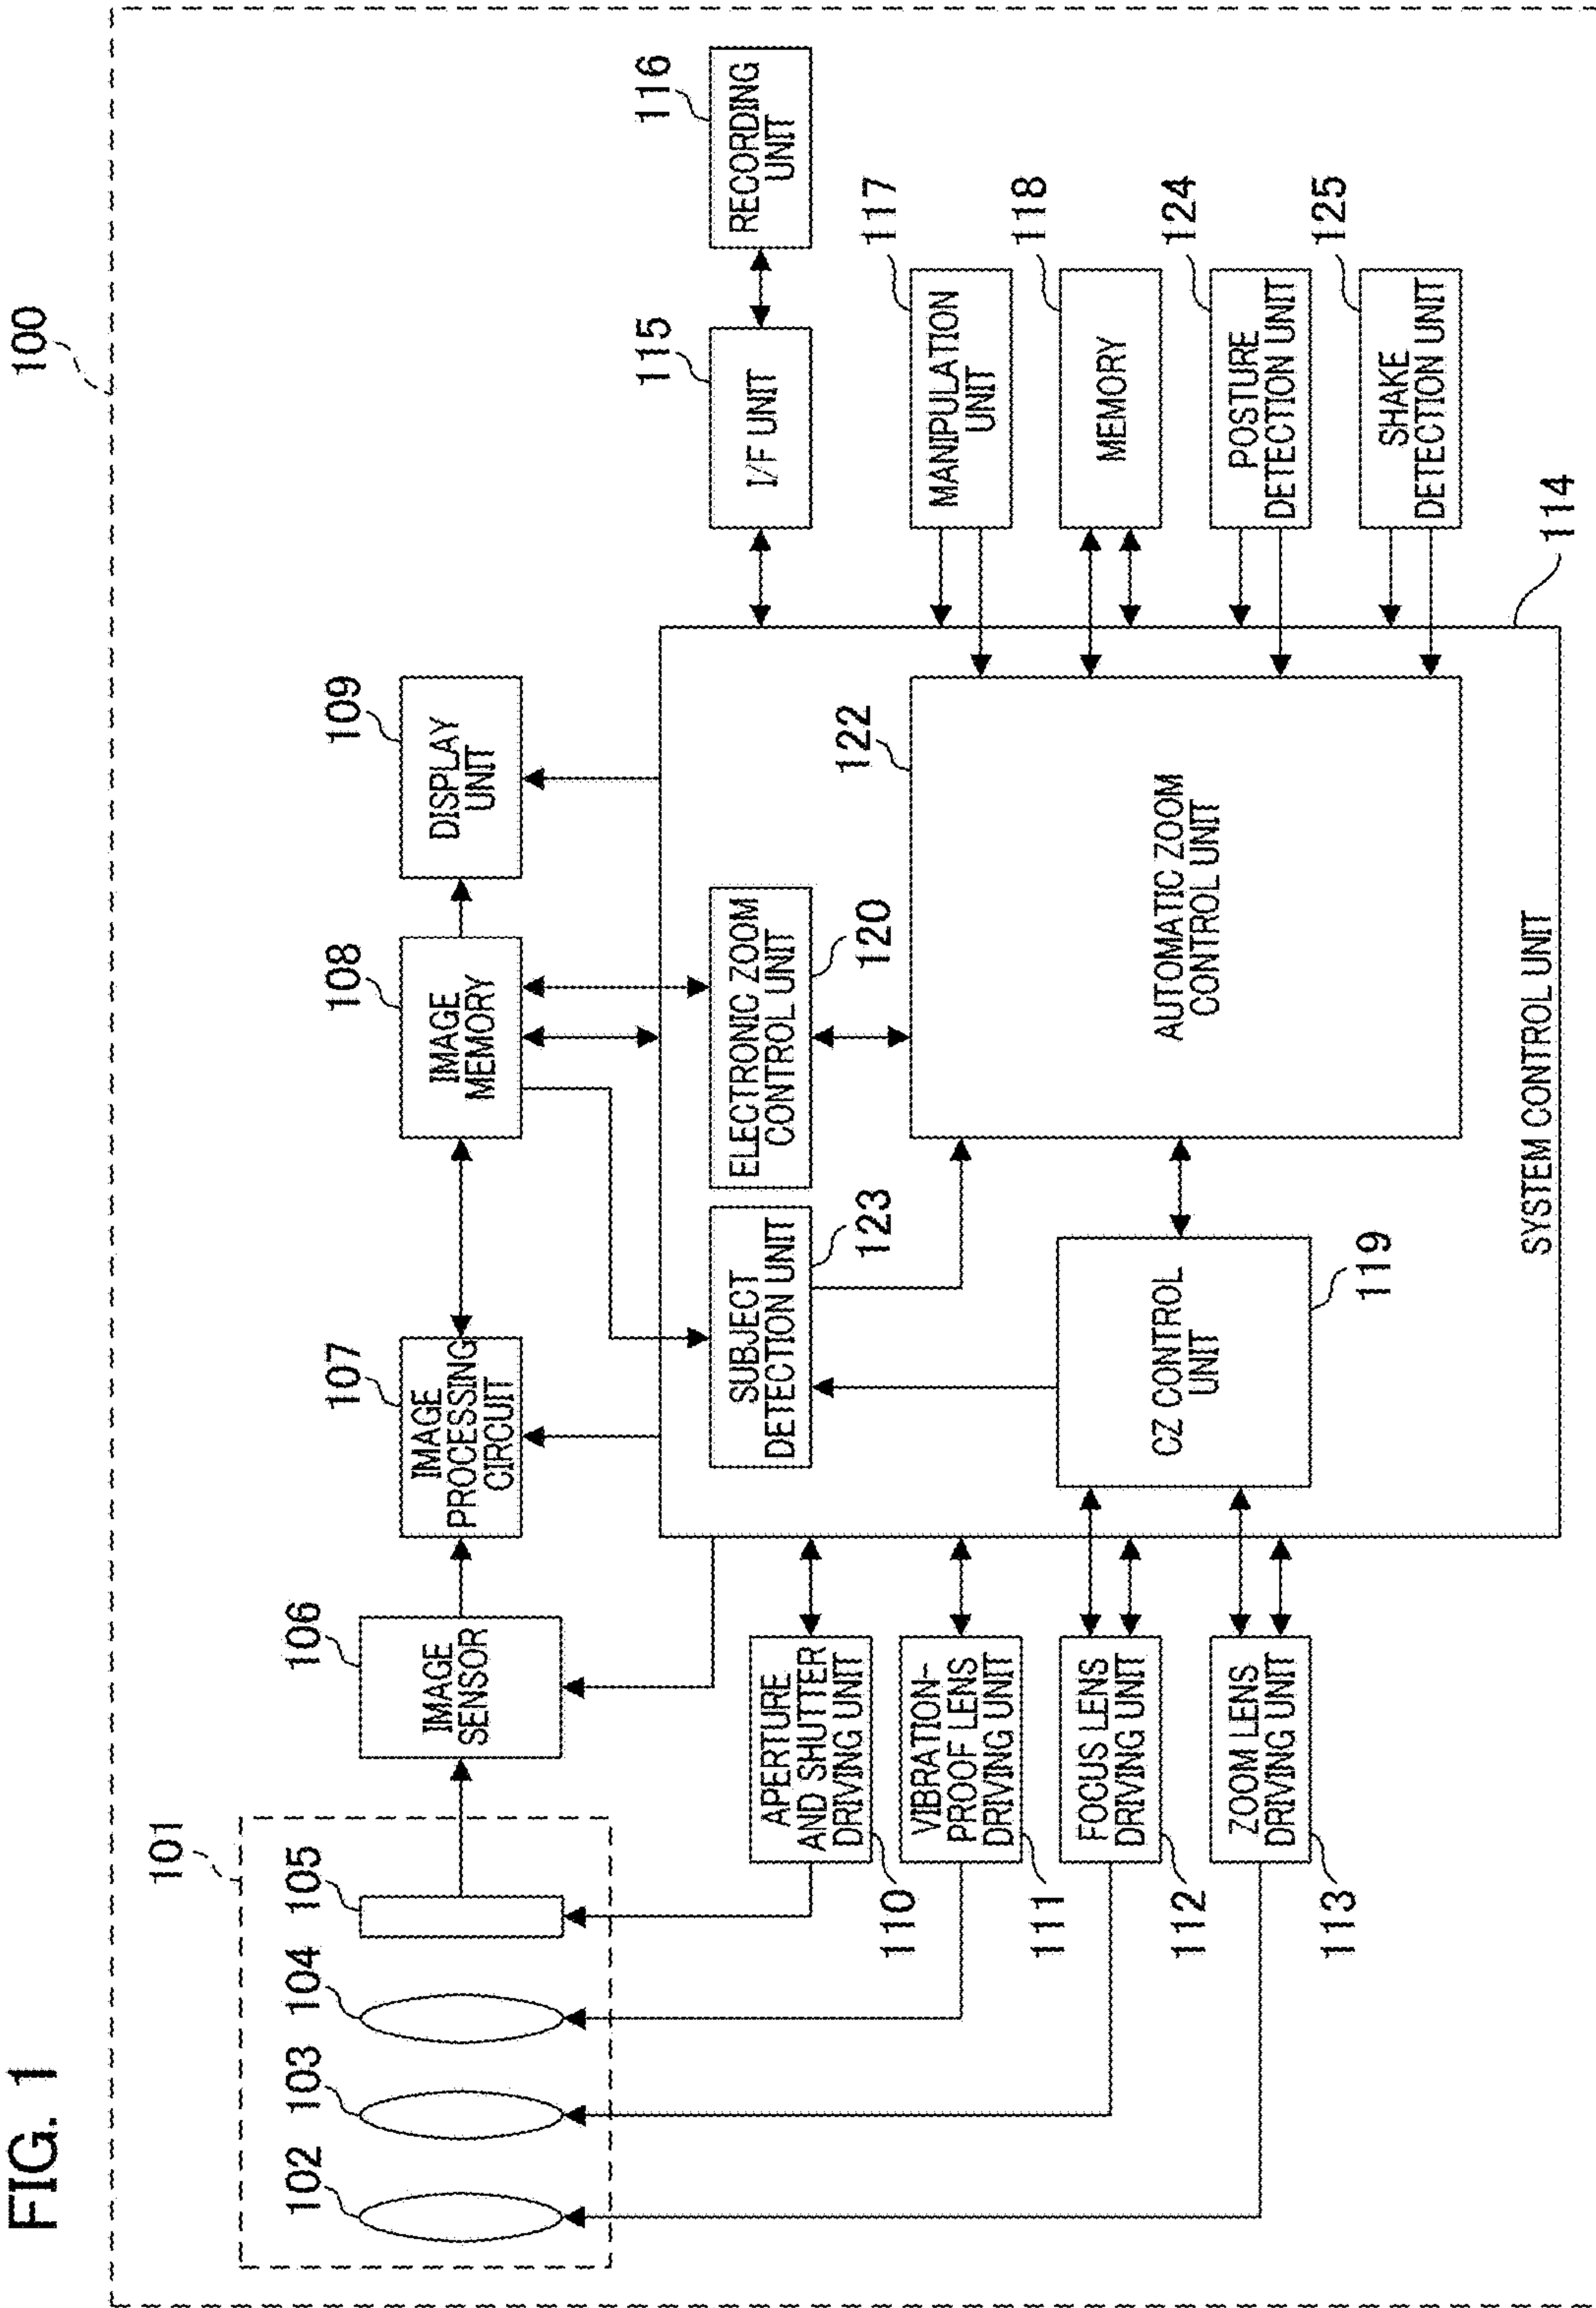 FIG. 1
100
101
102
103
104
105
106
IMAGE
SENSOR
107
IMAGE
PROCESSING
CIRCUIT
108
IMAGE
MEMORY
109
DISPLAY
UNIT
116
RECORDING
UNIT
115
I/F UNIT
SUBJECT
DETECTION UNIT
123
ELECTRONIC ZOOM
CONTROL UNIT
120
122
AUTOMATIC ZOOM
CONTROL UNIT
CZ CONTROL
UNIT
119
SYSTEM CONTROL UNIT
114
APERTURE
AND SHUTTER
DRIVING UNIT
110
VIBRATION-
PROOF LENS
DRIVING UNIT
111
FOCUS LENS
DRIVING UNIT
112
ZOOM LENS
DRIVING UNIT
113
117
MANIPULATION
UNIT
118
MEMORY
124
POSTURE
DETECTION UNIT
125
SHAKE
DETECTION UNIT